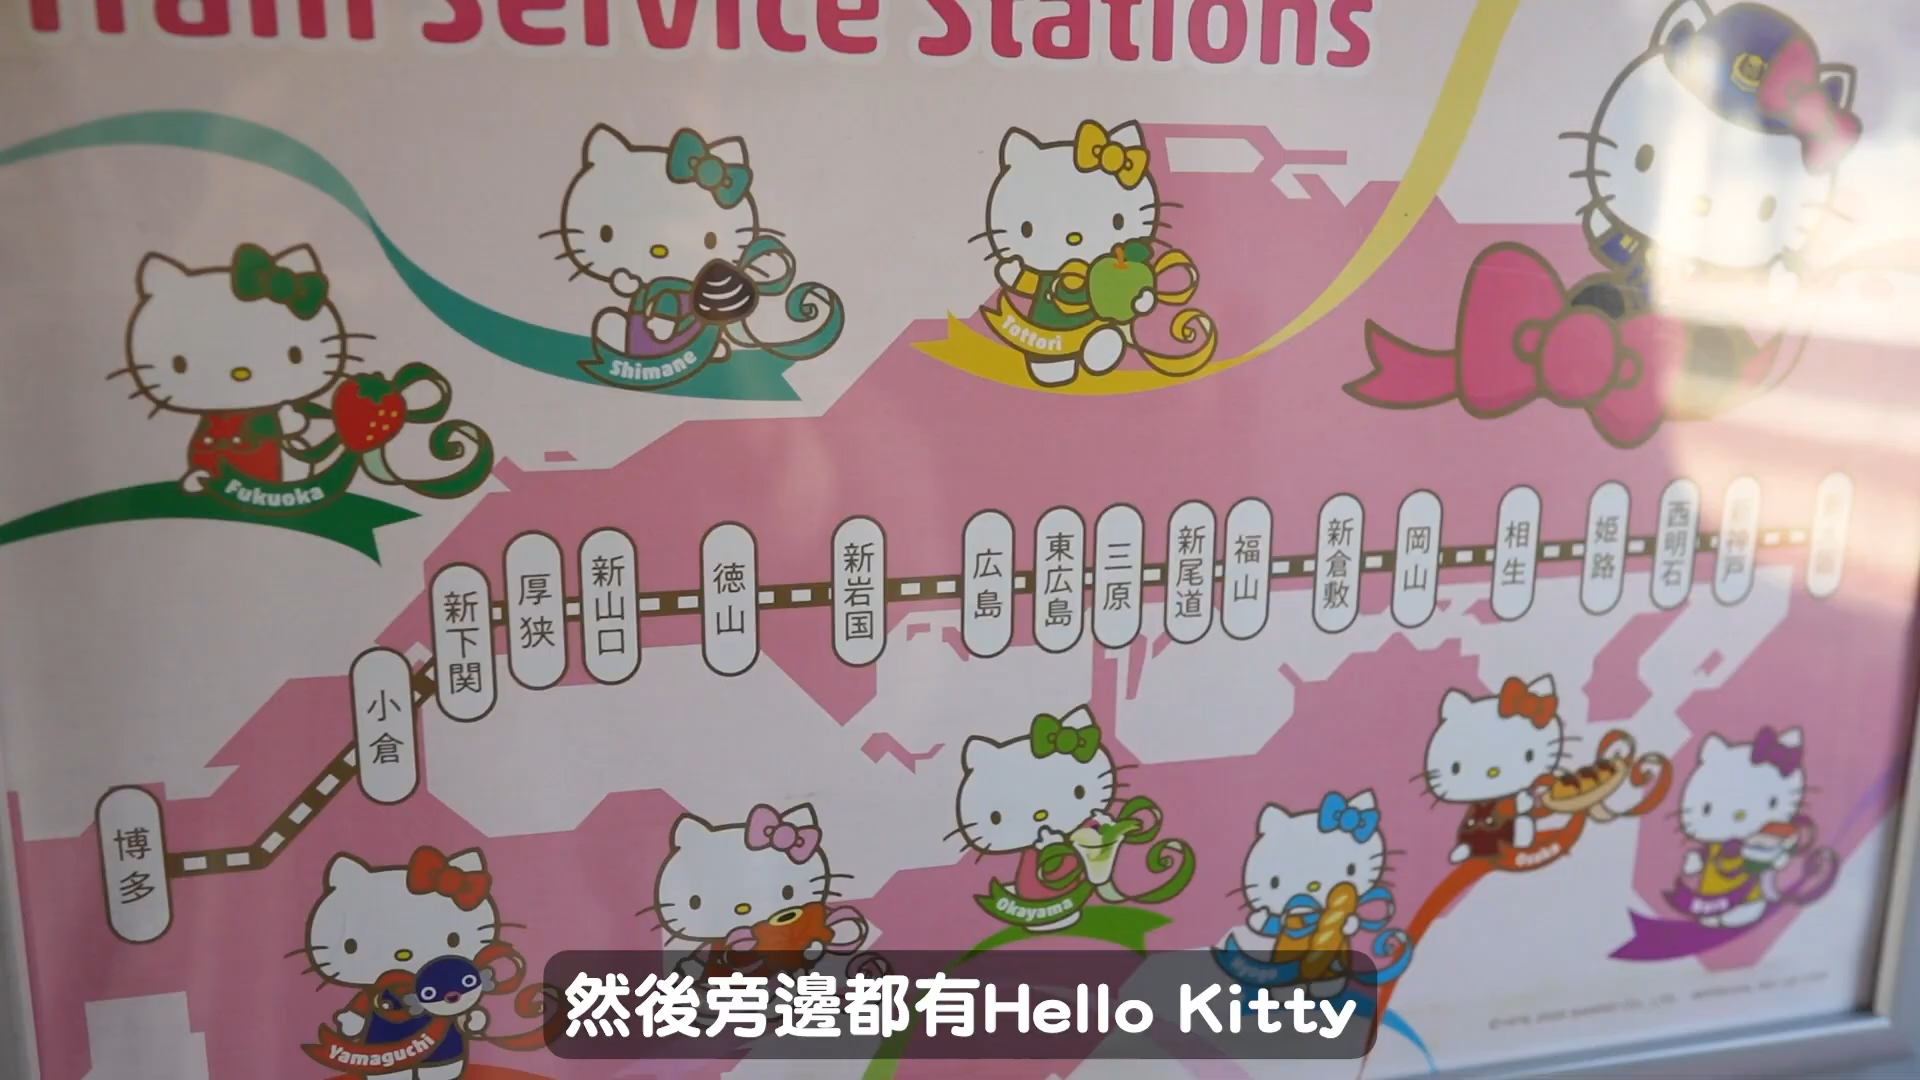 Train Service Stations
Shimane
Tottori
Fukuoka
博多
小倉
新下関
厚狭
新山口
徳山
新岩国
広島
東広島
三原
新尾道
福山
新倉敷
岡山
相生
姫路
西明石
新神戸
Okayama
Osaka
Nara
Hyogo
Yamaguchi
然後旁邊都有Hello Kitty